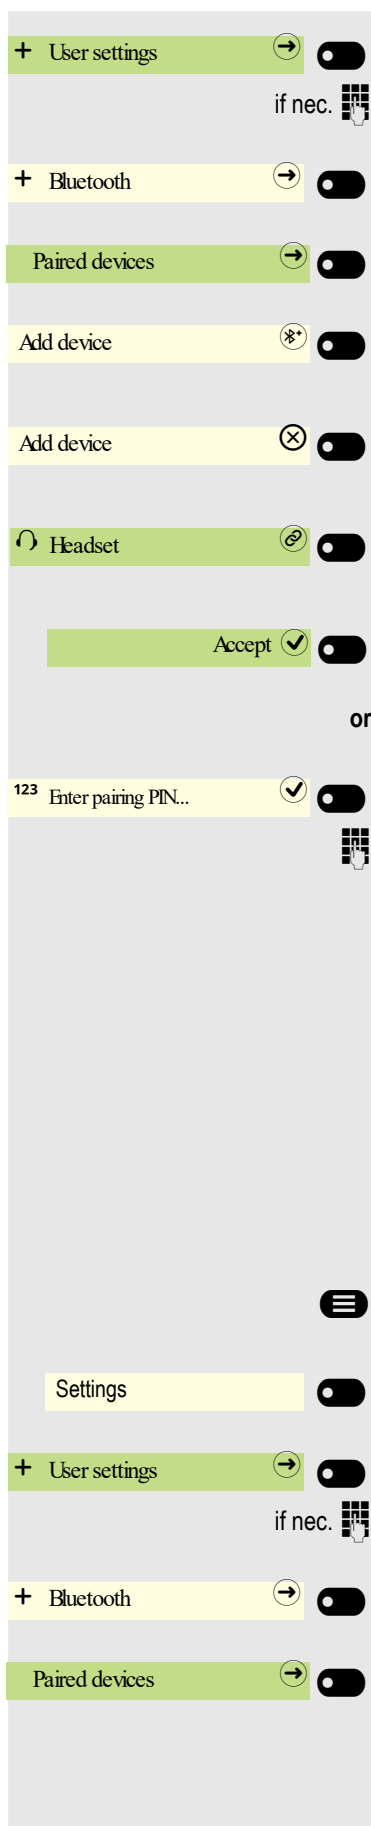 + User settings
if nec.
+ Bluetooth
Paired devices
Add device
Add device
Headset
Accept
or
123 Enter pairing PIN...
Settings
+ User settings
if nec.
+ Bluetooth
Paired devices